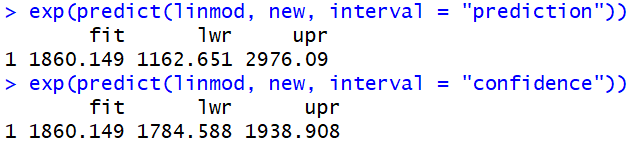 > exp(predict(linmod, new, interval = "prediction"))
       fit      lwr     upr
1 1860.149 1162.651 2976.09
> exp(predict(linmod, new, interval = "confidence"))
       fit      lwr      upr
1 1860.149 1784.588 1938.908